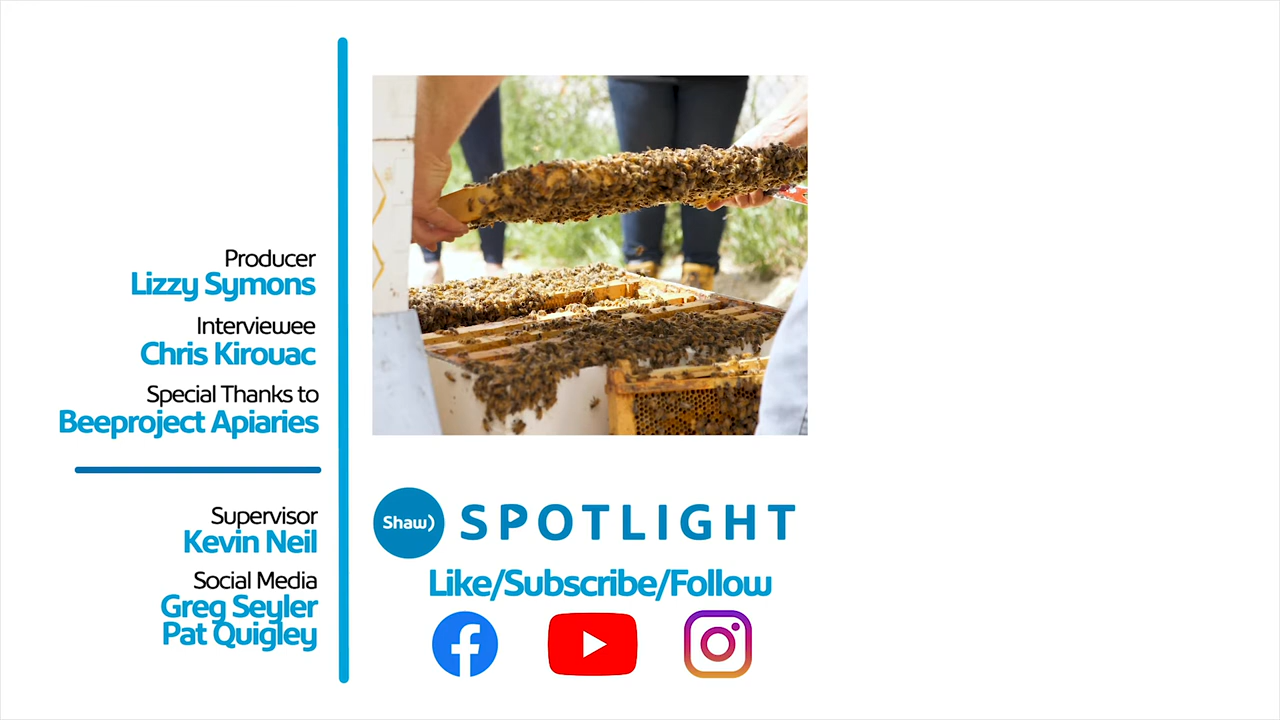 Producer
Lizzy Symons
Interviewee
Chris Kirouac
Special Thanks to
Beeproject Apiaries
Supervisor
Kevin Neil
Social Media
Greg Seyler
Pat Quigley
Shaw) SPOTLIGHT
Like/Subscribe/Follow